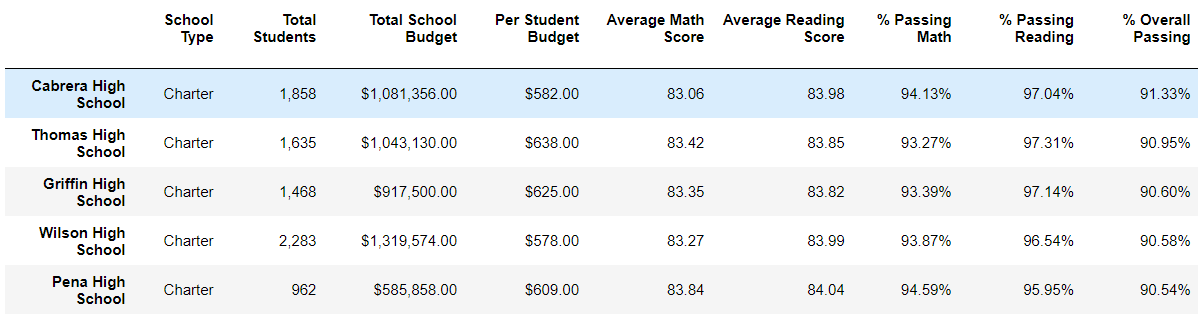 School Type Total Students Total School Budget Per Student Budget Average Math Score Average Reading Score % Passing Math % Passing Reading % Overall Passing
Cabrera High School Charter 1,858 $1,081,356.00 $582.00 83.06 83.98 94.13% 97.04% 91.33%
Thomas High School Charter 1,635 $1,043,130.00 $638.00 83.42 83.85 93.27% 97.31% 90.95%
Griffin High School Charter 1,468 $917,500.00 $625.00 83.35 83.82 93.39% 97.14% 90.60%
Wilson High School Charter 2,283 $1,319,574.00 $578.00 83.27 83.99 93.87% 96.54% 90.58%
Pena High School Charter 962 $585,858.00 $609.00 83.84 84.04 94.59% 95.95% 90.54%